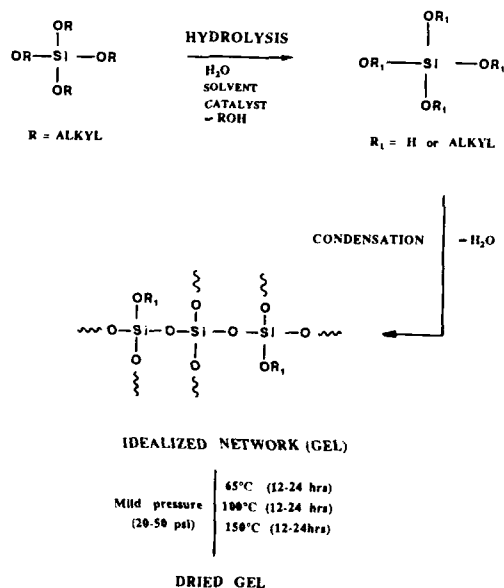 OR
HYDROLYSIS
OR—Si—OR
OR
H₂O
SOLVENT
CATALYST
– ROH
R = ALKYL
OR₁
OR₁—Si—OR₁
OR₁
R₁ = H or ALKYL
CONDENSATION
–H₂O
OR₁ O O
O—Si—O—Si—O—Si—O
O O OR₁
IDEALIZED NETWORK (GEL)
Mild pressure
(20-50 psi)
65°C (12-24 hrs)
100°C (12-24 hrs)
150°C (12-24hrs)
DRIED GEL